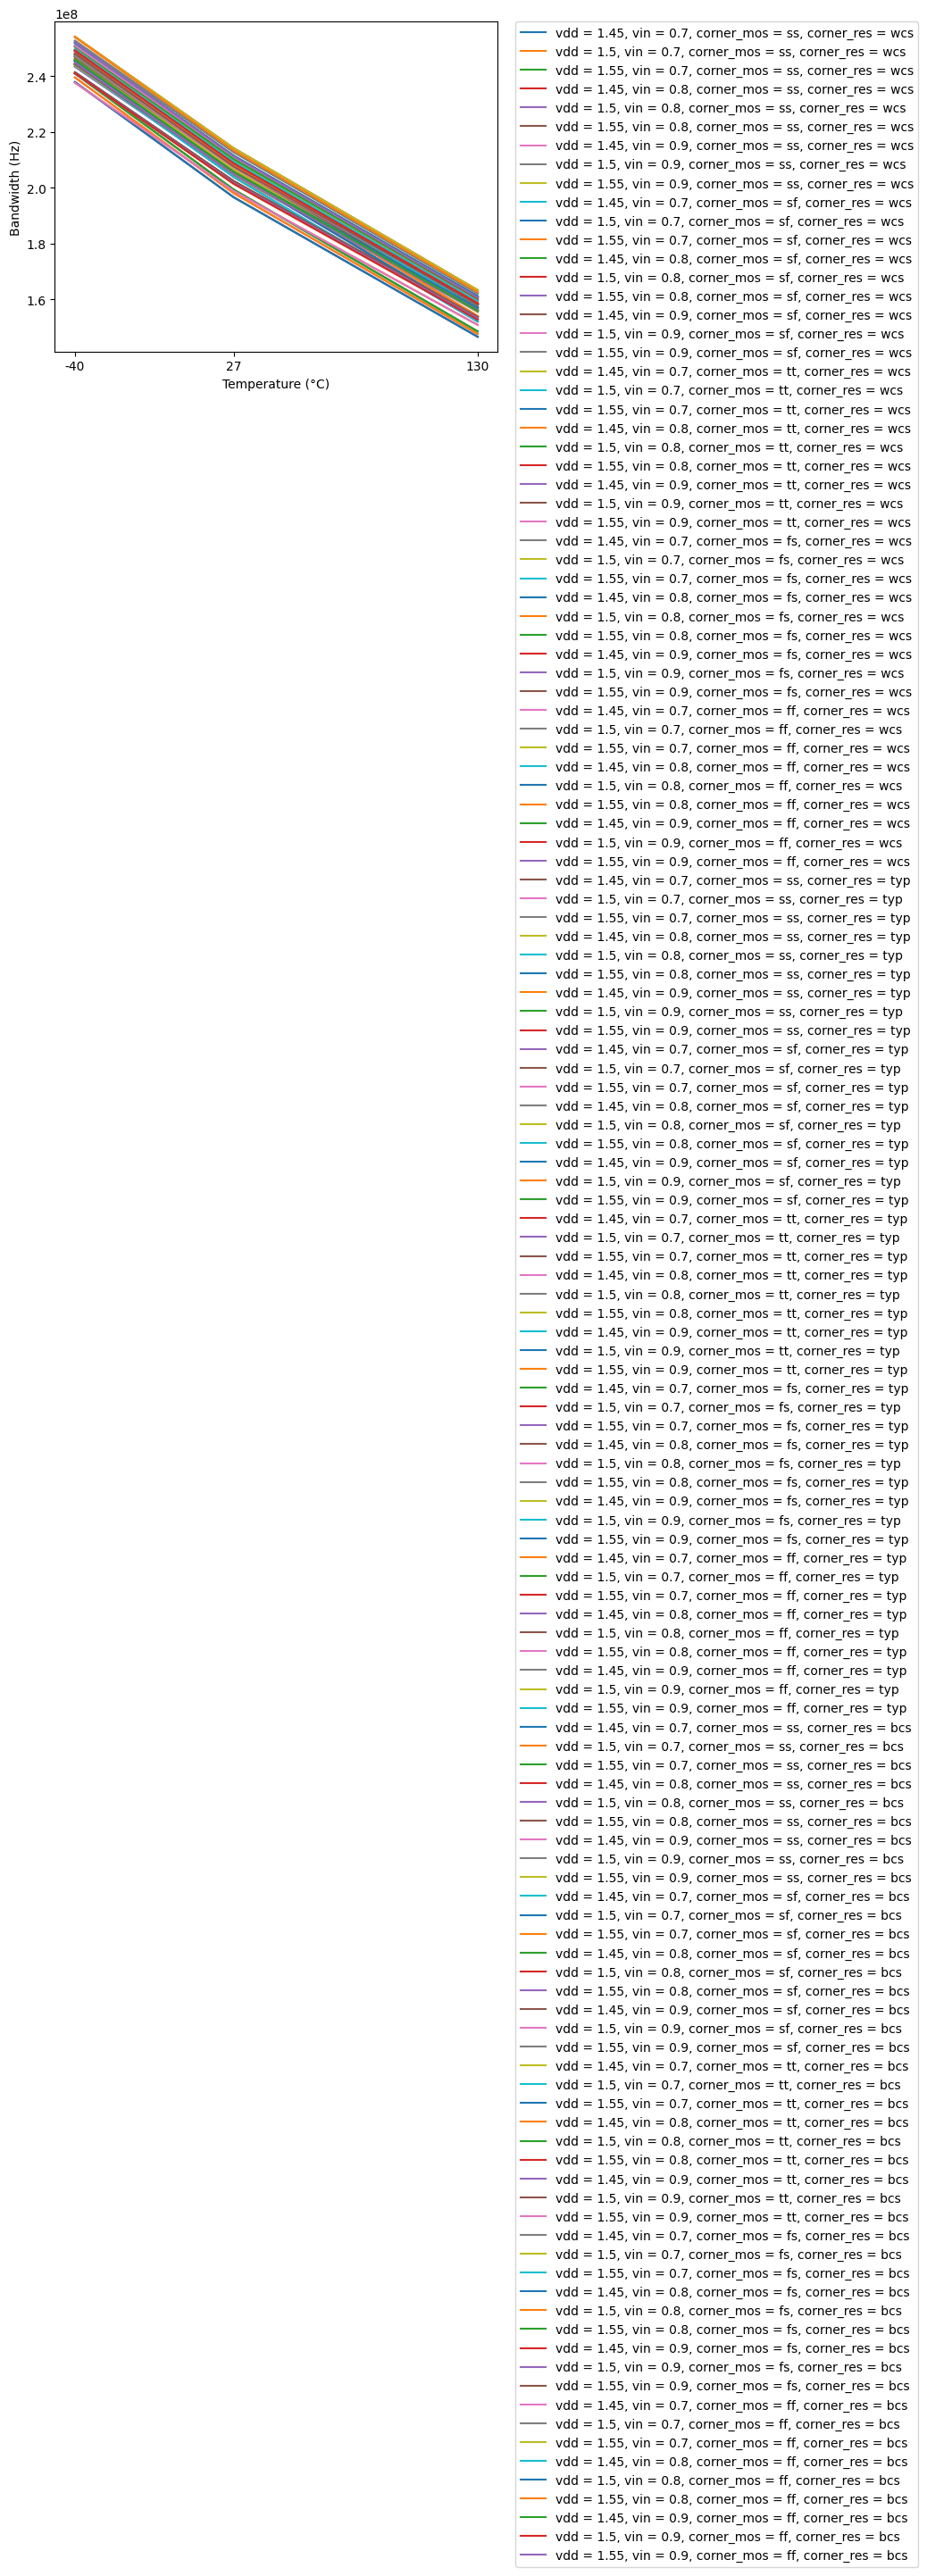 1e8
2.4
2.2
2.0
1.8
1.6
Bandwidth (Hz)
-40
27
130
Temperature (°C)
vdd = 1.45, vin = 0.7, corner_mos = ss, corner_res = wcs
vdd = 1.5, vin = 0.7, corner_mos = ss, corner_res = wcs
vdd = 1.55, vin = 0.7, corner_mos = ss, corner_res = wcs
vdd = 1.45, vin = 0.8, corner_mos = ss, corner_res = wcs
vdd = 1.5, vin = 0.8, corner_mos = ss, corner_res = wcs
vdd = 1.55, vin = 0.8, corner_mos = ss, corner_res = wcs
vdd = 1.45, vin = 0.9, corner_mos = ss, corner_res = wcs
vdd = 1.5, vin = 0.9, corner_mos = ss, corner_res = wcs
vdd = 1.55, vin = 0.9, corner_mos = ss, corner_res = wcs
vdd = 1.45, vin = 0.7, corner_mos = sf, corner_res = wcs
vdd = 1.5, vin = 0.7, corner_mos = sf, corner_res = wcs
vdd = 1.55, vin = 0.7, corner_mos = sf, corner_res = wcs
vdd = 1.45, vin = 0.8, corner_mos = sf, corner_res = wcs
vdd = 1.5, vin = 0.8, corner_mos = sf, corner_res = wcs
vdd = 1.55, vin = 0.8, corner_mos = sf, corner_res = wcs
vdd = 1.45, vin = 0.9, corner_mos = sf, corner_res = wcs
vdd = 1.5, vin = 0.9, corner_mos = sf, corner_res = wcs
vdd = 1.55, vin = 0.9, corner_mos = sf, corner_res = wcs
vdd = 1.45, vin = 0.7, corner_mos = tt, corner_res = wcs
vdd = 1.5, vin = 0.7, corner_mos = tt, corner_res = wcs
vdd = 1.55, vin = 0.7, corner_mos = tt, corner_res = wcs
vdd = 1.45, vin = 0.8, corner_mos = tt, corner_res = wcs
vdd = 1.5, vin = 0.8, corner_mos = tt, corner_res = wcs
vdd = 1.55, vin = 0.8, corner_mos = tt, corner_res = wcs
vdd = 1.45, vin = 0.9, corner_mos = tt, corner_res = wcs
vdd = 1.5, vin = 0.9, corner_mos = tt, corner_res = wcs
vdd = 1.55, vin = 0.9, corner_mos = tt, corner_res = wcs
vdd = 1.45, vin = 0.7, corner_mos = fs, corner_res = wcs
vdd = 1.5, vin = 0.7, corner_mos = fs, corner_res = wcs
vdd = 1.55, vin = 0.7, corner_mos = fs, corner_res = wcs
vdd = 1.45, vin = 0.8, corner_mos = fs, corner_res = wcs
vdd = 1.5, vin = 0.8, corner_mos = fs, corner_res = wcs
vdd = 1.55, vin = 0.8, corner_mos = fs, corner_res = wcs
vdd = 1.45, vin = 0.9, corner_mos = fs, corner_res = wcs
vdd = 1.5, vin = 0.9, corner_mos = fs, corner_res = wcs
vdd = 1.55, vin = 0.9, corner_mos = fs, corner_res = wcs
vdd = 1.45, vin = 0.7, corner_mos = ff, corner_res = wcs
vdd = 1.5, vin = 0.7, corner_mos = ff, corner_res = wcs
vdd = 1.55, vin = 0.7, corner_mos = ff, corner_res = wcs
vdd = 1.45, vin = 0.8, corner_mos = ff, corner_res = wcs
vdd = 1.5, vin = 0.8, corner_mos = ff, corner_res = wcs
vdd = 1.55, vin = 0.8, corner_mos = ff, corner_res = wcs
vdd = 1.45, vin = 0.9, corner_mos = ff, corner_res = wcs
vdd = 1.5, vin = 0.9, corner_mos = ff, corner_res = wcs
vdd = 1.55, vin = 0.9, corner_mos = ff, corner_res = wcs
vdd = 1.45, vin = 0.7, corner_mos = ss, corner_res = typ
vdd = 1.5, vin = 0.7, corner_mos = ss, corner_res = typ
vdd = 1.55, vin = 0.7, corner_mos = ss, corner_res = typ
vdd = 1.45, vin = 0.8, corner_mos = ss, corner_res = typ
vdd = 1.5, vin = 0.8, corner_mos = ss, corner_res = typ
vdd = 1.55, vin = 0.8, corner_mos = ss, corner_res = typ
vdd = 1.45, vin = 0.9, corner_mos = ss, corner_res = typ
vdd = 1.5, vin = 0.9, corner_mos = ss, corner_res = typ
vdd = 1.55, vin = 0.9, corner_mos = ss, corner_res = typ
vdd = 1.45, vin = 0.7, corner_mos = sf, corner_res = typ
vdd = 1.5, vin = 0.7, corner_mos = sf, corner_res = typ
vdd = 1.55, vin = 0.7, corner_mos = sf, corner_res = typ
vdd = 1.45, vin = 0.8, corner_mos = sf, corner_res = typ
vdd = 1.5, vin = 0.8, corner_mos = sf, corner_res = typ
vdd = 1.55, vin = 0.8, corner_mos = sf, corner_res = typ
vdd = 1.45, vin = 0.9, corner_mos = sf, corner_res = typ
vdd = 1.5, vin = 0.9, corner_mos = sf, corner_res = typ
vdd = 1.55, vin = 0.9, corner_mos = sf, corner_res = typ
vdd = 1.45, vin = 0.7, corner_mos = tt, corner_res = typ
vdd = 1.5, vin = 0.7, corner_mos = tt, corner_res = typ
vdd = 1.55, vin = 0.7, corner_mos = tt, corner_res = typ
vdd = 1.45, vin = 0.8, corner_mos = tt, corner_res = typ
vdd = 1.5, vin = 0.8, corner_mos = tt, corner_res = typ
vdd = 1.55, vin = 0.8, corner_mos = tt, corner_res = typ
vdd = 1.45, vin = 0.9, corner_mos = tt, corner_res = typ
vdd = 1.5, vin = 0.9, corner_mos = tt, corner_res = typ
vdd = 1.55, vin = 0.9, corner_mos = tt, corner_res = typ
vdd = 1.45, vin = 0.7, corner_mos = fs, corner_res = typ
vdd = 1.5, vin = 0.7, corner_mos = fs, corner_res = typ
vdd = 1.55, vin = 0.7, corner_mos = fs, corner_res = typ
vdd = 1.45, vin = 0.8, corner_mos = fs, corner_res = typ
vdd = 1.5, vin = 0.8, corner_mos = fs, corner_res = typ
vdd = 1.55, vin = 0.8, corner_mos = fs, corner_res = typ
vdd = 1.45, vin = 0.9, corner_mos = fs, corner_res = typ
vdd = 1.5, vin = 0.9, corner_mos = fs, corner_res = typ
vdd = 1.55, vin = 0.9, corner_mos = fs, corner_res = typ
vdd = 1.45, vin = 0.7, corner_mos = ff, corner_res = typ
vdd = 1.5, vin = 0.7, corner_mos = ff, corner_res = typ
vdd = 1.55, vin = 0.7, corner_mos = ff, corner_res = typ
vdd = 1.45, vin = 0.8, corner_mos = ff, corner_res = typ
vdd = 1.5, vin = 0.8, corner_mos = ff, corner_res = typ
vdd = 1.55, vin = 0.8, corner_mos = ff, corner_res = typ
vdd = 1.45, vin = 0.9, corner_mos = ff, corner_res = typ
vdd = 1.5, vin = 0.9, corner_mos = ff, corner_res = typ
vdd = 1.55, vin = 0.9, corner_mos = ff, corner_res = typ
vdd = 1.45, vin = 0.7, corner_mos = ss, corner_res = bcs
vdd = 1.5, vin = 0.7, corner_mos = ss, corner_res = bcs
vdd = 1.55, vin = 0.7, corner_mos = ss, corner_res = bcs
vdd = 1.45, vin = 0.8, corner_mos = ss, corner_res = bcs
vdd = 1.5, vin = 0.8, corner_mos = ss, corner_res = bcs
vdd = 1.55, vin = 0.8, corner_mos = ss, corner_res = bcs
vdd = 1.45, vin = 0.9, corner_mos = ss, corner_res = bcs
vdd = 1.5, vin = 0.9, corner_mos = ss, corner_res = bcs
vdd = 1.55, vin = 0.9, corner_mos = ss, corner_res = bcs
vdd = 1.45, vin = 0.7, corner_mos = sf, corner_res = bcs
vdd = 1.5, vin = 0.7, corner_mos = sf, corner_res = bcs
vdd = 1.55, vin = 0.7, corner_mos = sf, corner_res = bcs
vdd = 1.45, vin = 0.8, corner_mos = sf, corner_res = bcs
vdd = 1.5, vin = 0.8, corner_mos = sf, corner_res = bcs
vdd = 1.55, vin = 0.8, corner_mos = sf, corner_res = bcs
vdd = 1.45, vin = 0.9, corner_mos = sf, corner_res = bcs
vdd = 1.5, vin = 0.9, corner_mos = sf, corner_res = bcs
vdd = 1.55, vin = 0.9, corner_mos = sf, corner_res = bcs
vdd = 1.45, vin = 0.7, corner_mos = tt, corner_res = bcs
vdd = 1.5, vin = 0.7, corner_mos = tt, corner_res = bcs
vdd = 1.55, vin = 0.7, corner_mos = tt, corner_res = bcs
vdd = 1.45, vin = 0.8, corner_mos = tt, corner_res = bcs
vdd = 1.5, vin = 0.8, corner_mos = tt, corner_res = bcs
vdd = 1.55, vin = 0.8, corner_mos = tt, corner_res = bcs
vdd = 1.45, vin = 0.9, corner_mos = tt, corner_res = bcs
vdd = 1.5, vin = 0.9, corner_mos = tt, corner_res = bcs
vdd = 1.55, vin = 0.9, corner_mos = tt, corner_res = bcs
vdd = 1.45, vin = 0.7, corner_mos = fs, corner_res = bcs
vdd = 1.5, vin = 0.7, corner_mos = fs, corner_res = bcs
vdd = 1.55, vin = 0.7, corner_mos = fs, corner_res = bcs
vdd = 1.45, vin = 0.8, corner_mos = fs, corner_res = bcs
vdd = 1.5, vin = 0.8, corner_mos = fs, corner_res = bcs
vdd = 1.55, vin = 0.8, corner_mos = fs, corner_res = bcs
vdd = 1.45, vin = 0.9, corner_mos = fs, corner_res = bcs
vdd = 1.5, vin = 0.9, corner_mos = fs, corner_res = bcs
vdd = 1.55, vin = 0.9, corner_mos = fs, corner_res = bcs
vdd = 1.45, vin = 0.7, corner_mos = ff, corner_res = bcs
vdd = 1.5, vin = 0.7, corner_mos = ff, corner_res = bcs
vdd = 1.55, vin = 0.7, corner_mos = ff, corner_res = bcs
vdd = 1.45, vin = 0.8, corner_mos = ff, corner_res = bcs
vdd = 1.5, vin = 0.8, corner_mos = ff, corner_res = bcs
vdd = 1.55, vin = 0.8, corner_mos = ff, corner_res = bcs
vdd = 1.45, vin = 0.9, corner_mos = ff, corner_res = bcs
vdd = 1.5, vin = 0.9, corner_mos = ff, corner_res = bcs
vdd = 1.55, vin = 0.9, corner_mos = ff, corner_res = bcs